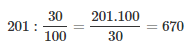 201 : 30/100 = 201.100/30 = 670